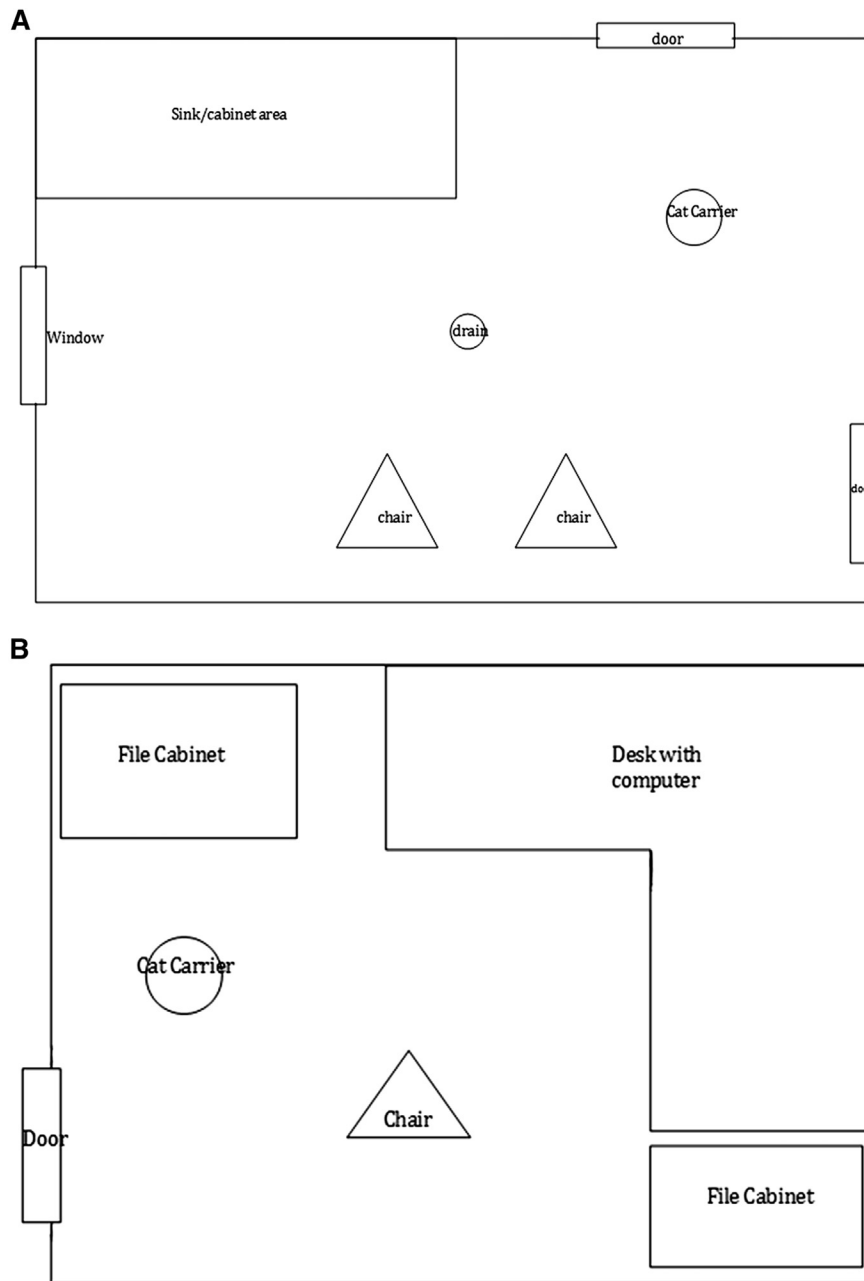 A
door
Sink/cabinet area
Cat Carrier
drain
Window
do
chair
chair
B
File Cabinet
Desk with
computer
Cat Carrier
Chair
Door
File Cabinet